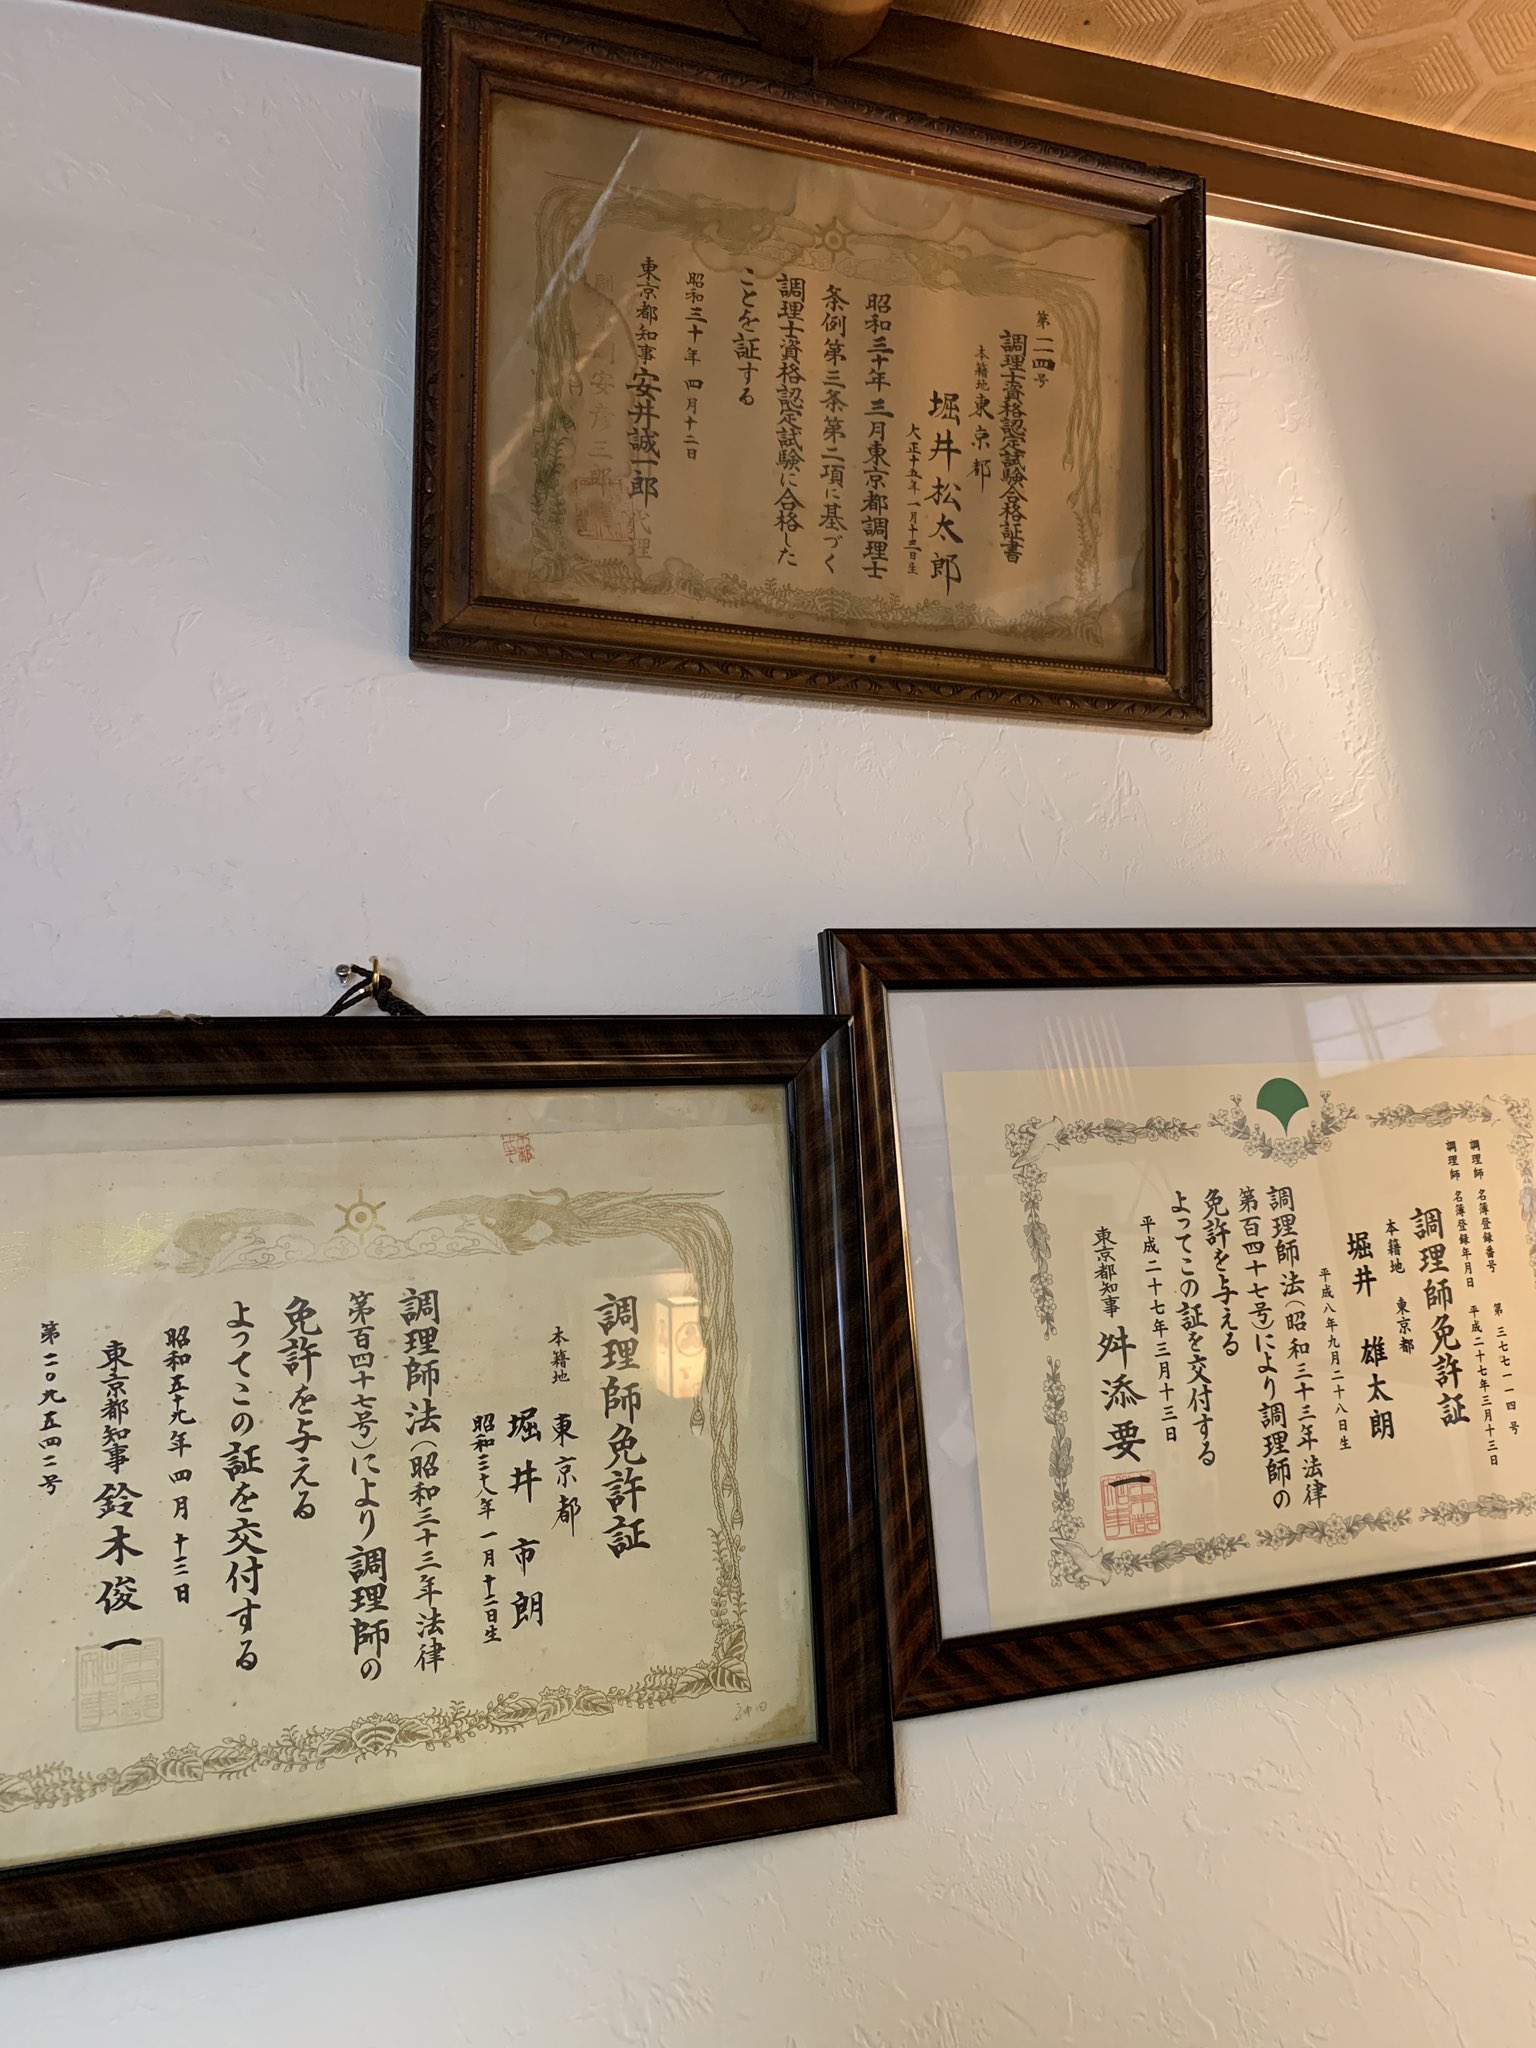 第二四号
調理士資格認定試験合格証書
本籍地東京都
堀井松太郎
大正十五年一月十三日生
昭和三十年三月東京都調理士
条例第三条第二項に基づく
調理士資格認定試験に合格した
ことを証する
昭和三十年四月十二日
東京都知事安井誠一郎
調理師名簿登録番号 第三七七一一四号
調理師名簿登録年月日 平成二十七年三月十三日
調理師免許証
本籍地 東京都
堀井 雄太朗
平成八年九月二十八日生
調理師法(昭和三十三年法律
第百四十七号)により調理師の
免許を与える
よってこの証を交付する
平成二十七年三月十三日
東京都知事 舛添要一
調理師免許証
本籍地 東京都
堀井市朗
昭和三十八年一月十二日生
調理師法(昭和三十三年法律
第百四十七号)により調理師の
免許を与える
よってこの証を交付する
昭和五十九年四月十三日
東京都知事 鈴木俊一
第二〇九五四二号